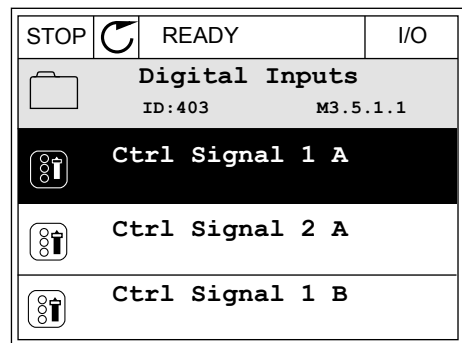 STOP READY I/O
Digital Inputs
ID:403 M3.5.1.1
Ctrl Signal 1 A
Ctrl Signal 2 A
Ctrl Signal 1 B